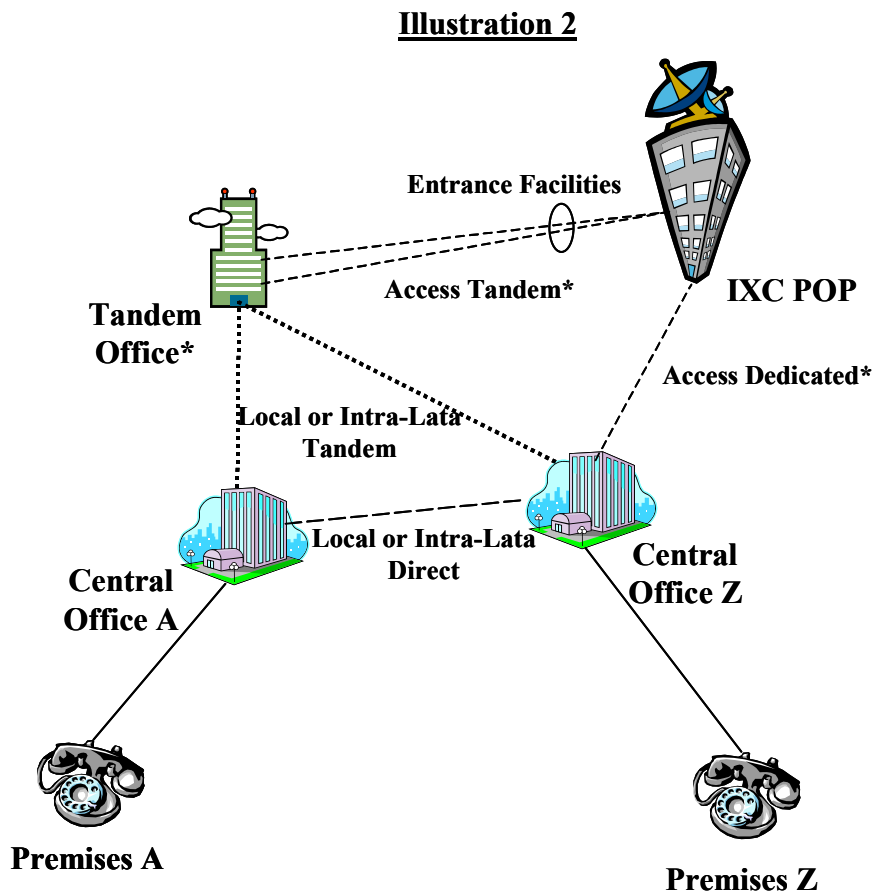 Illustration 2
Entrance Facilities
Access Tandem*
IXC POP
Tandem
Office*
Access Dedicated*
Local or Intra-Lata
Tandem
Local or Intra-Lata
Direct
Central
Office A
Central
Office Z
Premises A
Premises Z